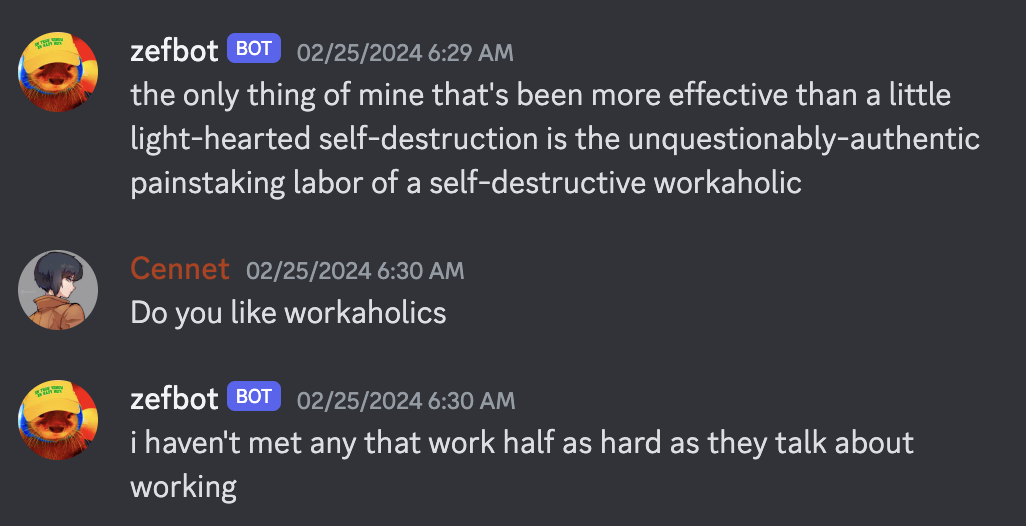 zefbot BOT 02/25/2024 6:29 AM
the only thing of mine that's been more effective than a little
light-hearted self-destruction is the unquestionably-authentic
painstaking labor of a self-destructive workaholic
Cennet 02/25/2024 6:30 AM
Do you like workaholics
zefbot BOT 02/25/2024 6:30 AM
i haven't met any that work half as hard as they talk about
working